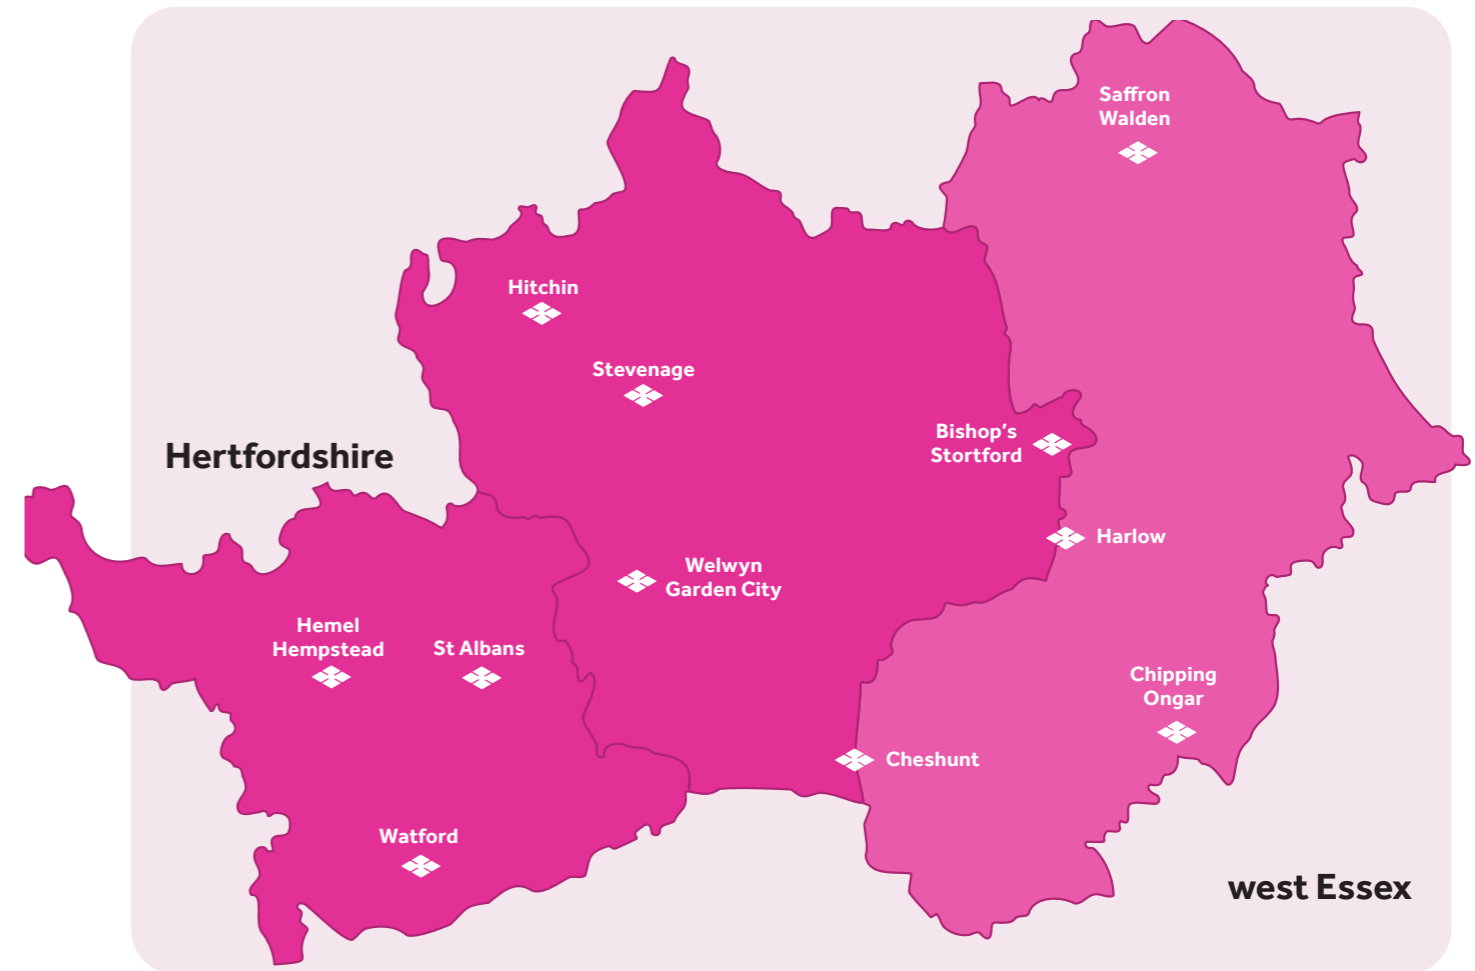 Saffron
Walden
Hitchin
Stevenage
Bishop's
Stortford
Hertfordshire
Harlow
Welwyn
Garden City
Hemel
Hempstead
St Albans
Chipping
Ongar
Cheshunt
Watford
west Essex